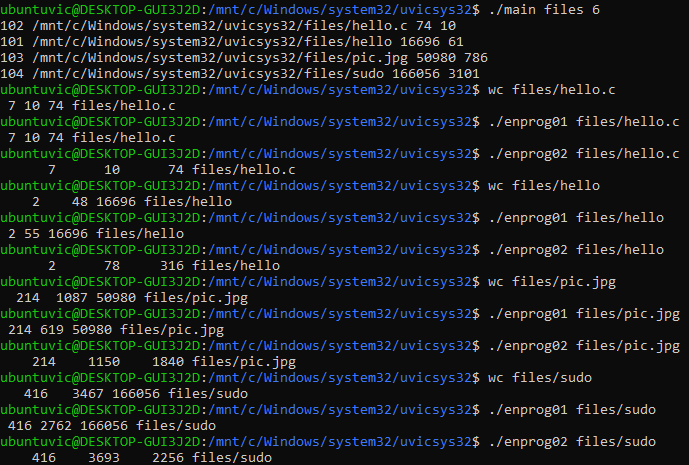 ubuntuvic@DESKTOP-GUI3J2D:/mnt/c/Windows/system32/uvicsys32$ ./main files 6
102 /mnt/c/Windows/system32/uvicsys32/files/hello.c 74 10
101 /mnt/c/Windows/system32/uvicsys32/files/hello 16696 61
103 /mnt/c/Windows/system32/uvicsys32/files/pic.jpg 50980 786
104 /mnt/c/Windows/system32/uvicsys32/files/sudo 166056 3101
ubuntuvic@DESKTOP-GUI3J2D:/mnt/c/Windows/system32/uvicsys32$ wc files/hello.c
 7 10 74 files/hello.c
ubuntuvic@DESKTOP-GUI3J2D:/mnt/c/Windows/system32/uvicsys32$ ./enprog01 files/hello.c
 7 10 74 files/hello.c
ubuntuvic@DESKTOP-GUI3J2D:/mnt/c/Windows/system32/uvicsys32$ ./enprog02 files/hello.c
      7      10      74 files/hello.c
ubuntuvic@DESKTOP-GUI3J2D:/mnt/c/Windows/system32/uvicsys32$ wc files/hello
    2    48 16696 files/hello
ubuntuvic@DESKTOP-GUI3J2D:/mnt/c/Windows/system32/uvicsys32$ ./enprog01 files/hello
 2 55 16696 files/hello
ubuntuvic@DESKTOP-GUI3J2D:/mnt/c/Windows/system32/uvicsys32$ ./enprog02 files/hello
      2      78     316 files/hello
ubuntuvic@DESKTOP-GUI3J2D:/mnt/c/Windows/system32/uvicsys32$ wc files/pic.jpg
  214  1087 50980 files/pic.jpg
ubuntuvic@DESKTOP-GUI3J2D:/mnt/c/Windows/system32/uvicsys32$ ./enprog01 files/pic.jpg
 214 619 50980 files/pic.jpg
ubuntuvic@DESKTOP-GUI3J2D:/mnt/c/Windows/system32/uvicsys32$ ./enprog02 files/pic.jpg
    214    1150    1840 files/pic.jpg
ubuntuvic@DESKTOP-GUI3J2D:/mnt/c/Windows/system32/uvicsys32$ wc files/sudo
   416   3467 166056 files/sudo
ubuntuvic@DESKTOP-GUI3J2D:/mnt/c/Windows/system32/uvicsys32$ ./enprog01 files/sudo
 416 2762 166056 files/sudo
ubuntuvic@DESKTOP-GUI3J2D:/mnt/c/Windows/system32/uvicsys32$ ./enprog02 files/sudo
    416    3693    2256 files/sudo